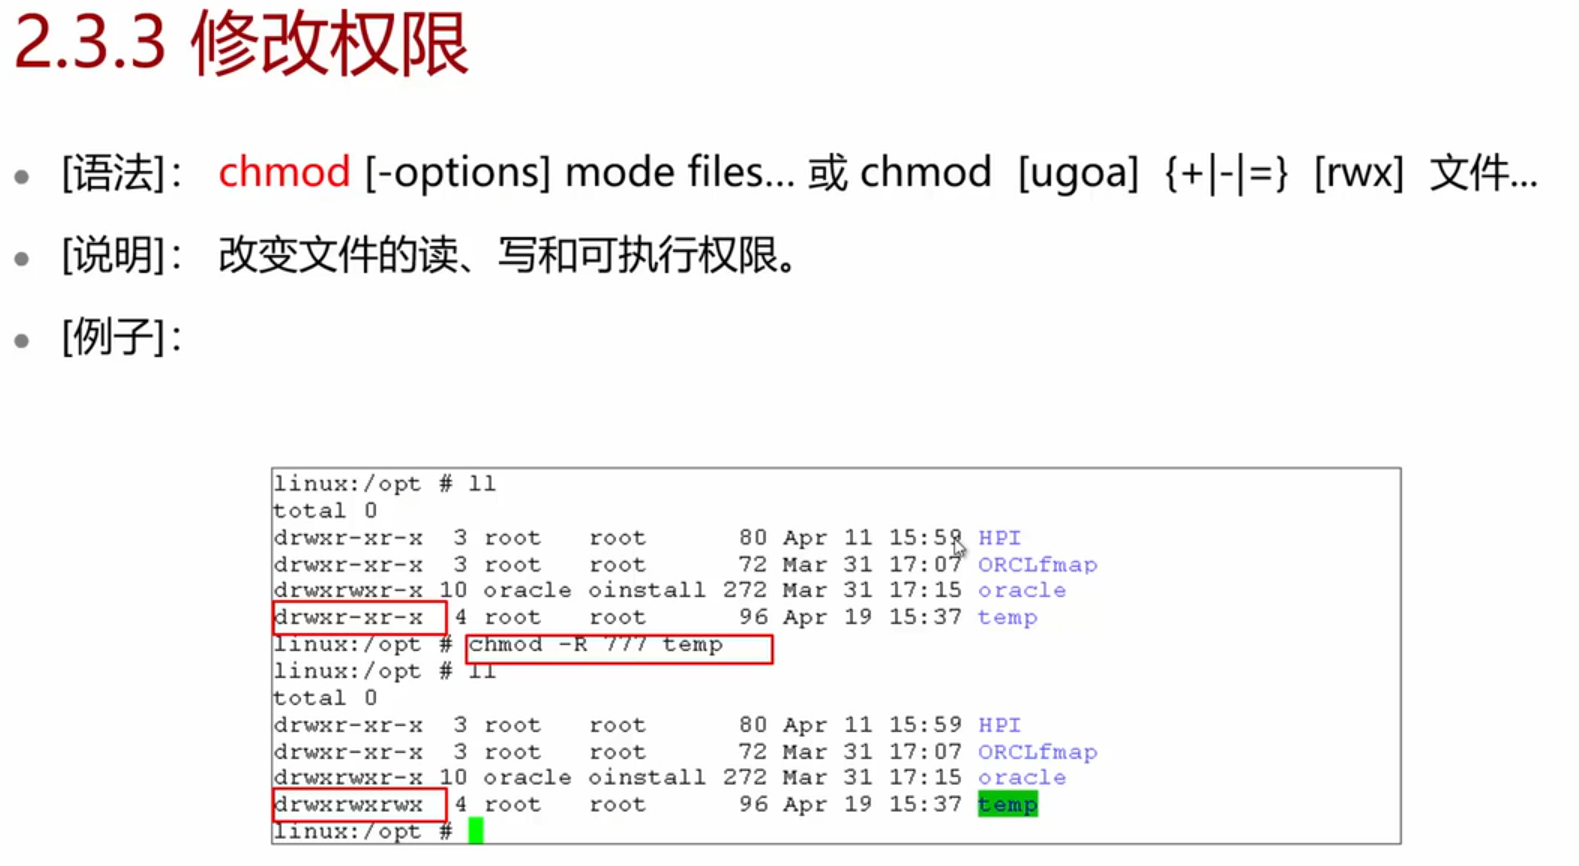 2.3.3 修改权限
[语法]： chmod [-options] mode files... 或 chmod [ugoa] {+|-|=} [rwx] 文件...
[说明]： 改变文件的读、写和可执行权限。
[例子]：
linux:/opt # ll
total 0
drwxr-xr-x 3 root root 80 Apr 11 15:59 HPI
drwxr-xr-x 3 root root 72 Mar 31 17:07 ORCLfmap
drwxrwxr-x 10 oracle oinstall 272 Mar 31 17:15 oracle
drwxr-xr-x 4 root root 96 Apr 19 15:37 temp
linux:/opt # chmod -R 777 temp
linux:/opt # ll
total 0
drwxr-xr-x 3 root root 80 Apr 11 15:59 HPI
drwxr-xr-x 3 root root 72 Mar 31 17:07 ORCLfmap
drwxrwxr-x 10 oracle oinstall 272 Mar 31 17:15 oracle
drwxrwxrwx 4 root root 96 Apr 19 15:37 temp
linux:/opt #